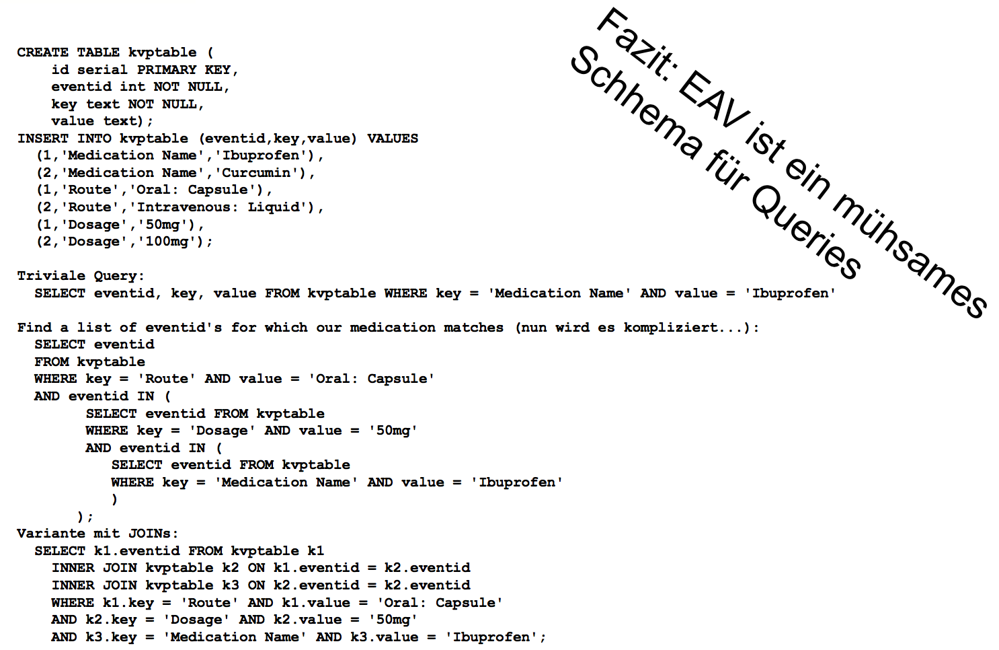 CREATE TABLE kvptable (
    id serial PRIMARY KEY,
    eventid int NOT NULL,
    key text NOT NULL,
    value text);
INSERT INTO kvptable (eventid,key,value) VALUES
  (1,'Medication Name','Ibuprofen'),
  (2,'Medication Name','Curcumin'),
  (1,'Route','Oral: Capsule'),
  (2,'Route','Intravenous: Liquid'),
  (1,'Dosage','50mg'),
  (2,'Dosage','100mg');
Fazit: EAV ist ein mühsames
Schhema für Queries
Triviale Query:
  SELECT eventid, key, value FROM kvptable WHERE key = 'Medication Name' AND value = 'Ibuprofen'
Find a list of eventid's for which our medication matches (nun wird es kompliziert...):
  SELECT eventid
  FROM kvptable
  WHERE key = 'Route' AND value = 'Oral: Capsule'
  AND eventid IN (
        SELECT eventid FROM kvptable
        WHERE key = 'Dosage' AND value = '50mg'
        AND eventid IN (
           SELECT eventid FROM kvptable
           WHERE key = 'Medication Name' AND value = 'Ibuprofen'
           )
       );
Variante mit JOINs:
  SELECT k1.eventid FROM kvptable k1
    INNER JOIN kvptable k2 ON k1.eventid = k2.eventid
    INNER JOIN kvptable k3 ON k2.eventid = k2.eventid
    WHERE k1.key = 'Route' AND k1.value = 'Oral: Capsule'
    AND k2.key = 'Dosage' AND k2.value = '50mg'
    AND k3.key = 'Medication Name' AND k3.value = 'Ibuprofen';